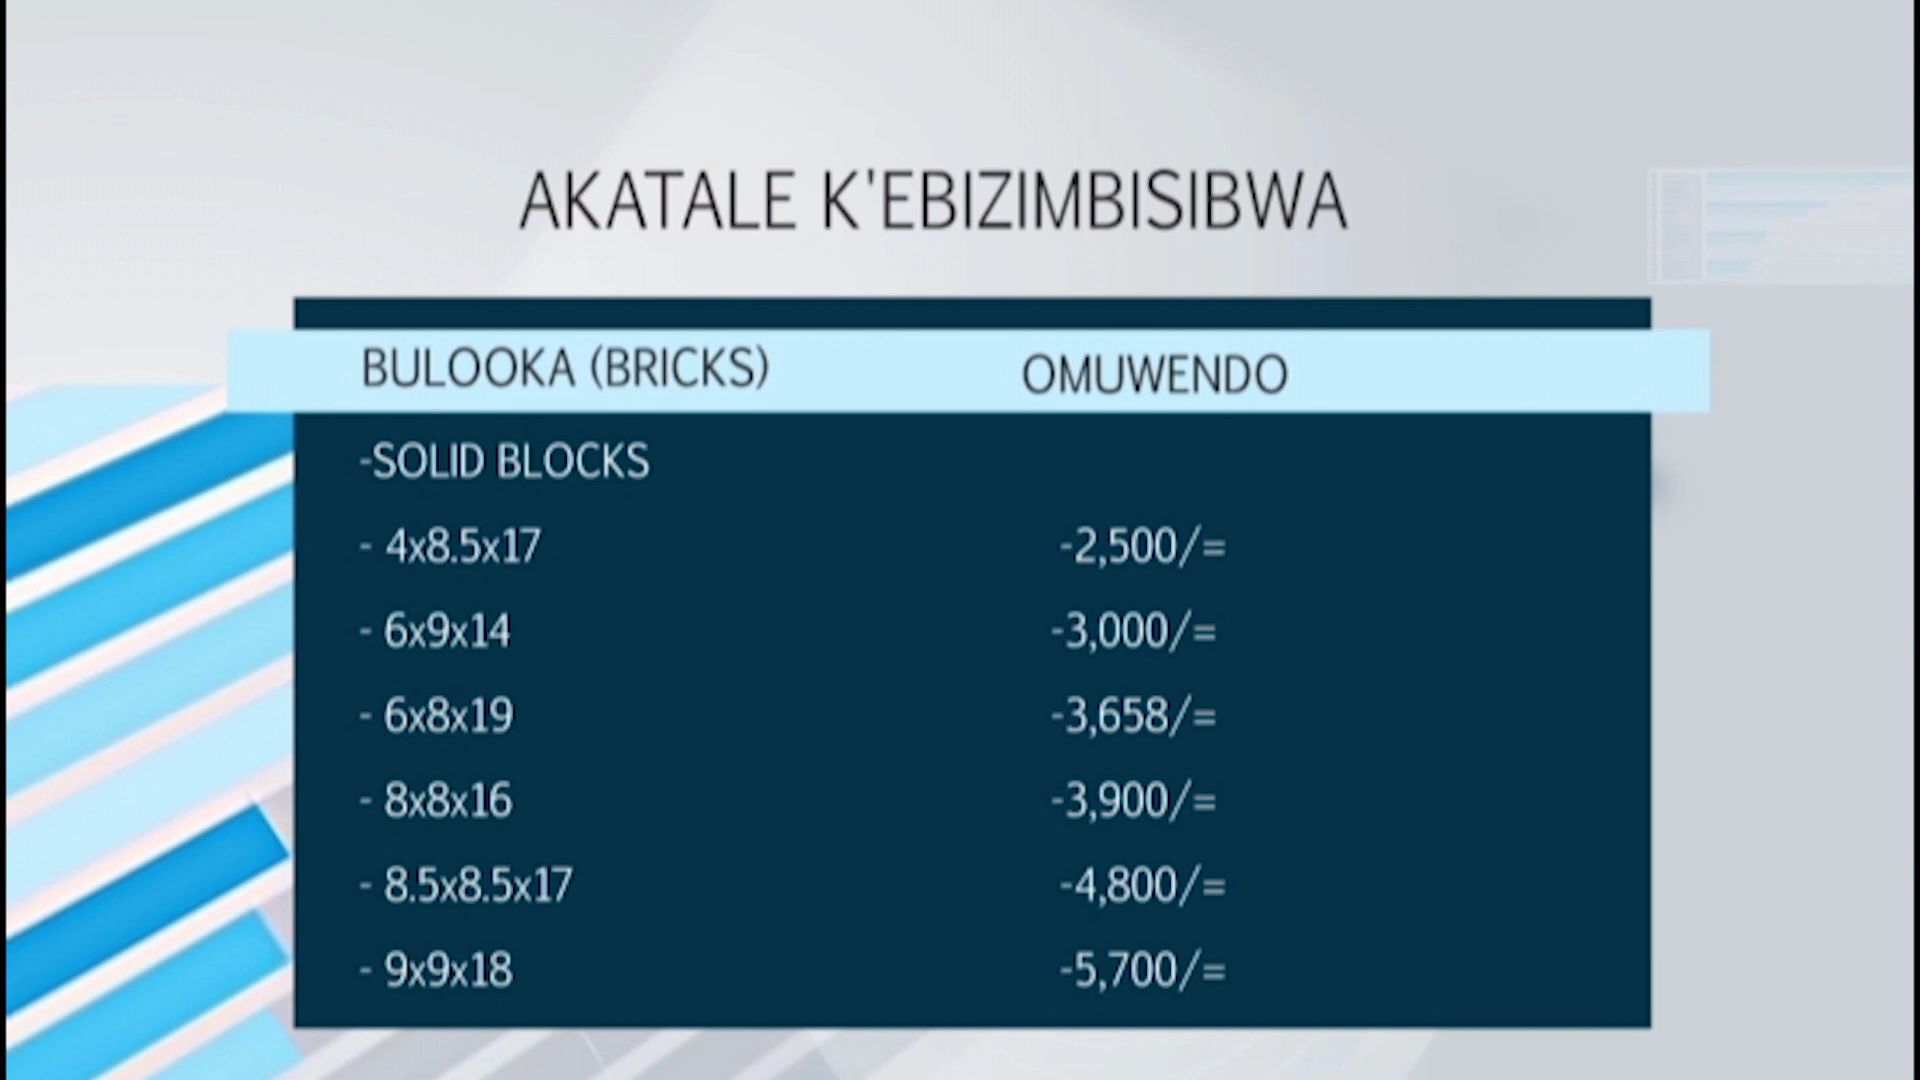 AKATALE K'EBIZIMBISIBWA
BULOOKA (BRICKS) OMUWENDO
-SOLID BLOCKS
- 4x8.5x17 -2,500/=
- 6x9x14 -3,000/=
- 6x8x19 -3,658/=
- 8x8x16 -3,900/=
- 8.5x8.5x17 -4,800/=
- 9x9x18 -5,700/=